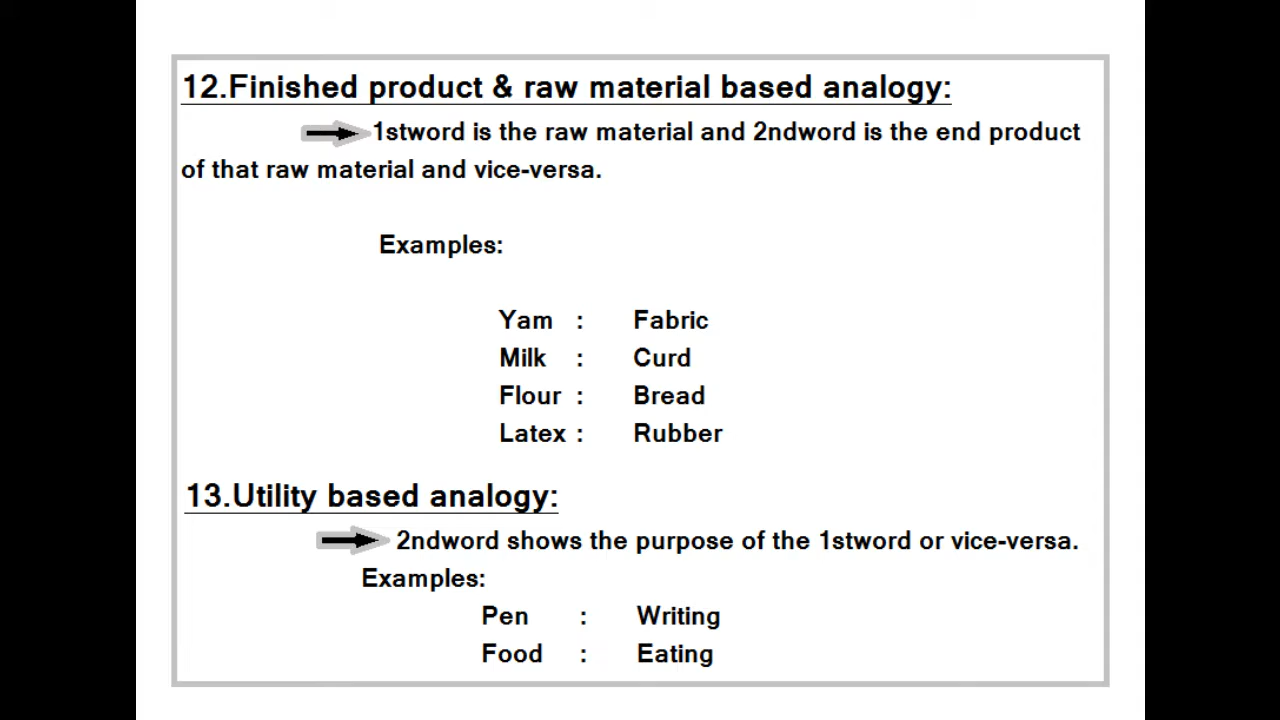 12.Finished product & raw material based analogy:
1stword is the raw material and 2ndword is the end product
of that raw material and vice-versa.
Examples:
Yam : Fabric
Milk : Curd
Flour : Bread
Latex : Rubber
13.Utility based analogy:
2ndword shows the purpose of the 1stword or vice-versa.
Examples:
Pen : Writing
Food : Eating